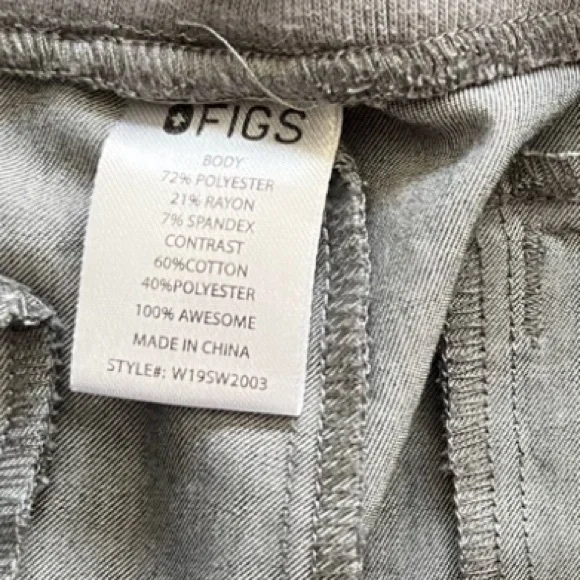 FIGS
BODY
72% POLYESTER
21% RAYON
7% SPANDEX
CONTRAST
60%COTTON
40%POLYESTER
100% AWESOME
MADE IN CHINA
STYLE#: W19SW2003